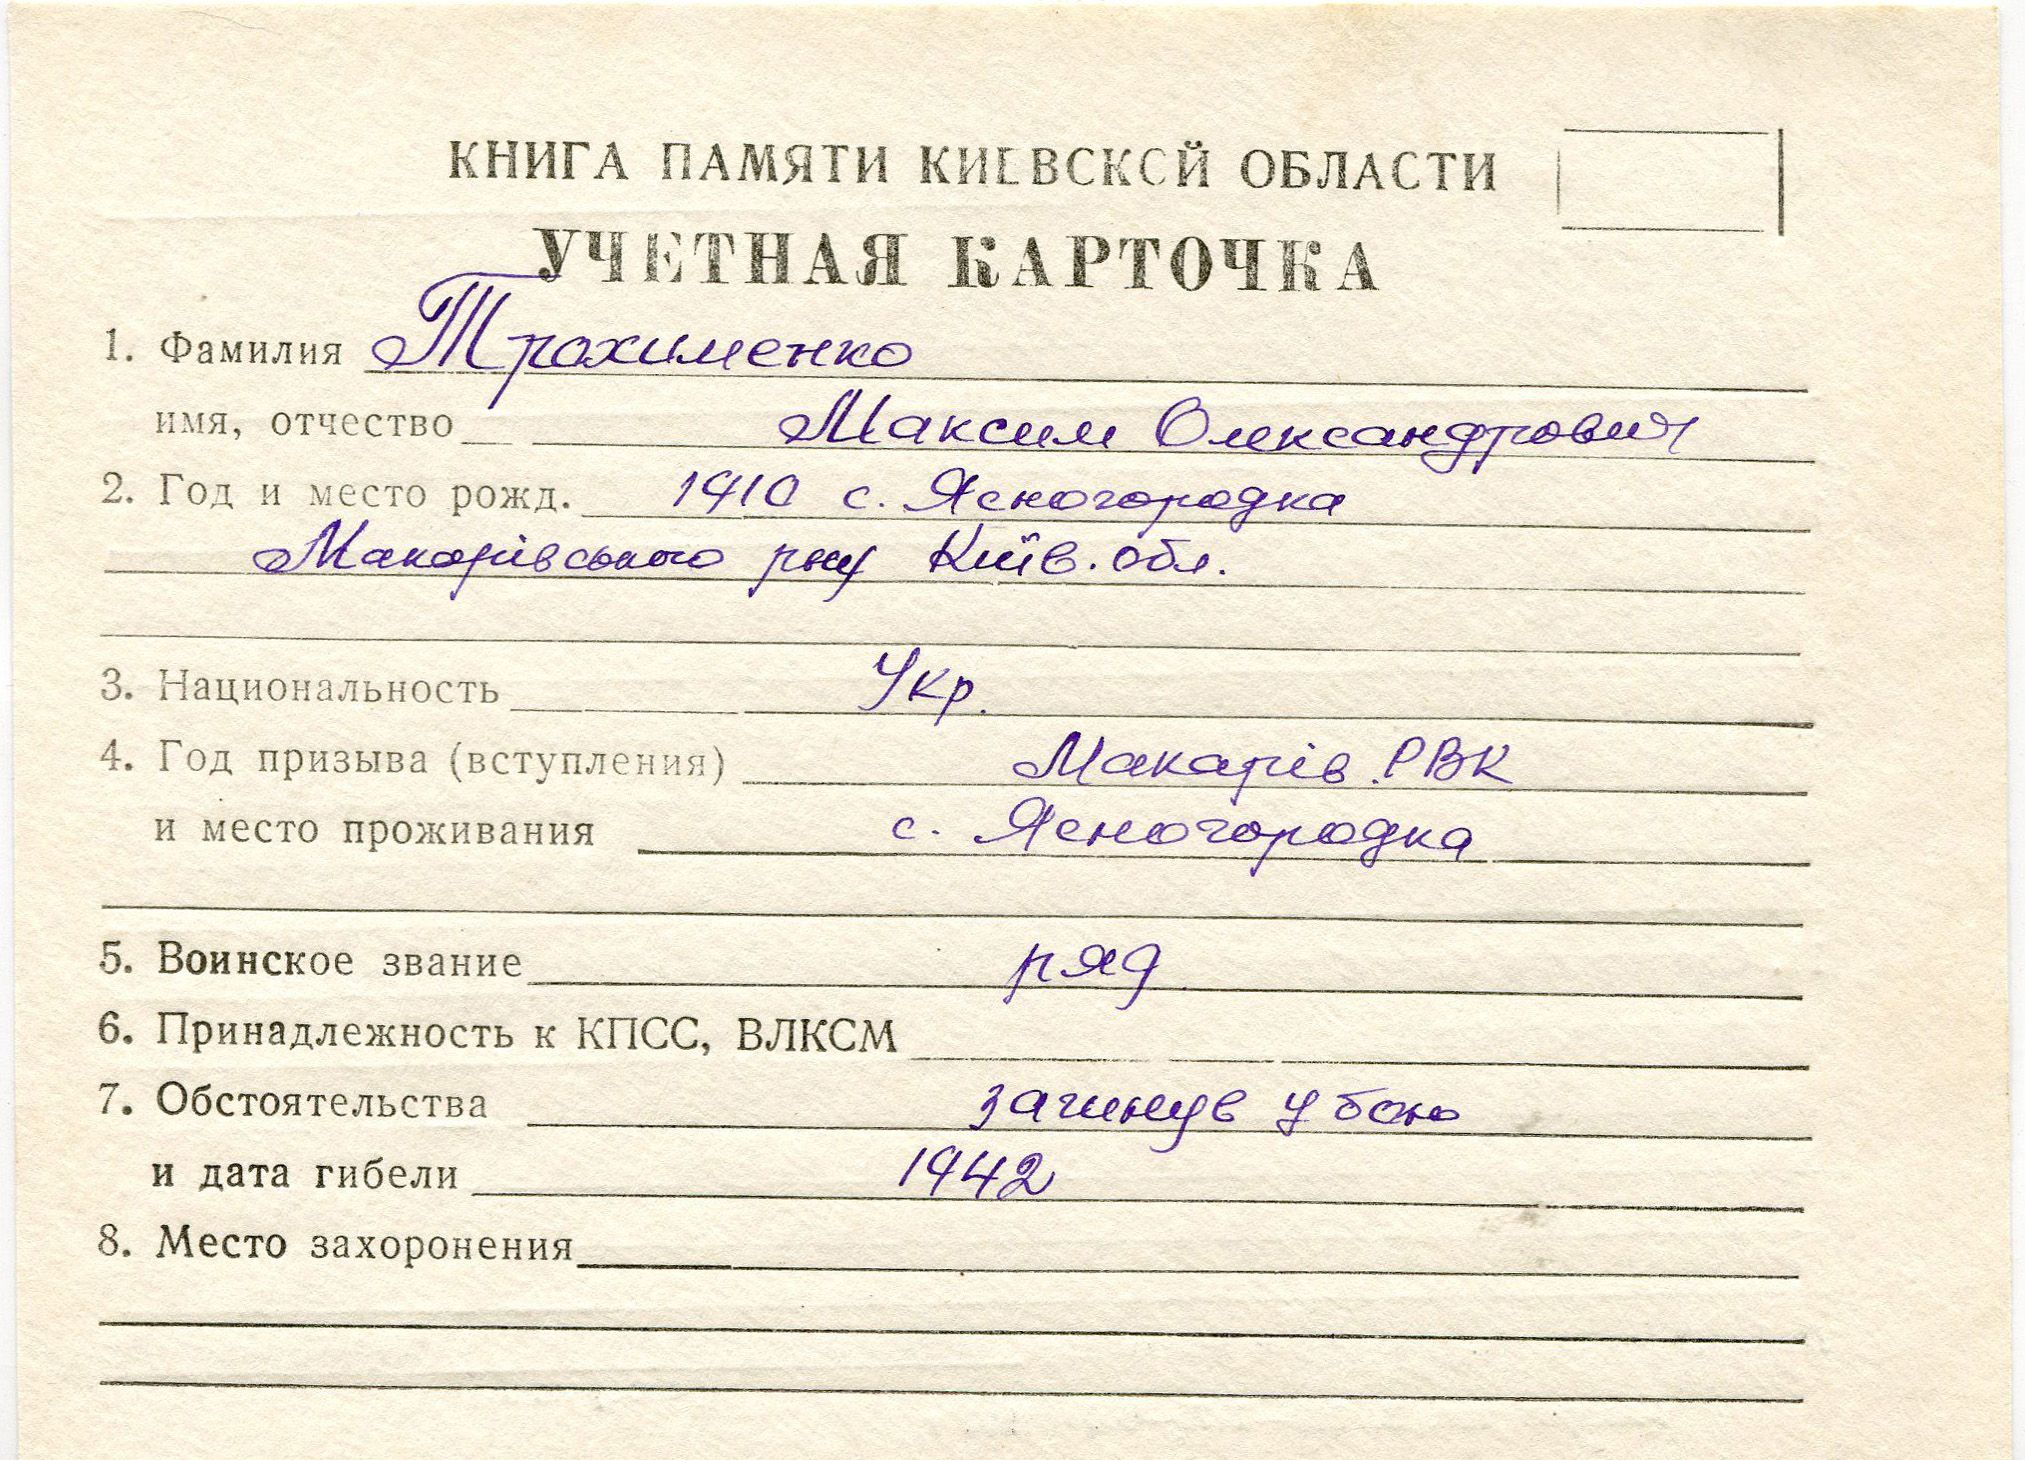 КНИГА ПАМЯТИ КИЕВСКОЙ ОБЛАСТИ
УЧЕТНАЯ КАРТОЧКА
1. Фамилия Трохименко
имя, отчество Максим Олександрович
2. Год и место рожд. 1910 с. Ясногородка
Макарівського р-ну Київ. обл.
3. Национальность Укр.
4. Год призыва (вступления) Макарів. РВК
и место проживания с. Ясногородка
5. Воинское звание ряд
6. Принадлежность к КПСС, ВЛКСМ
7. Обстоятельства загинув у бою
и дата гибели 1942
8. Место захоронения